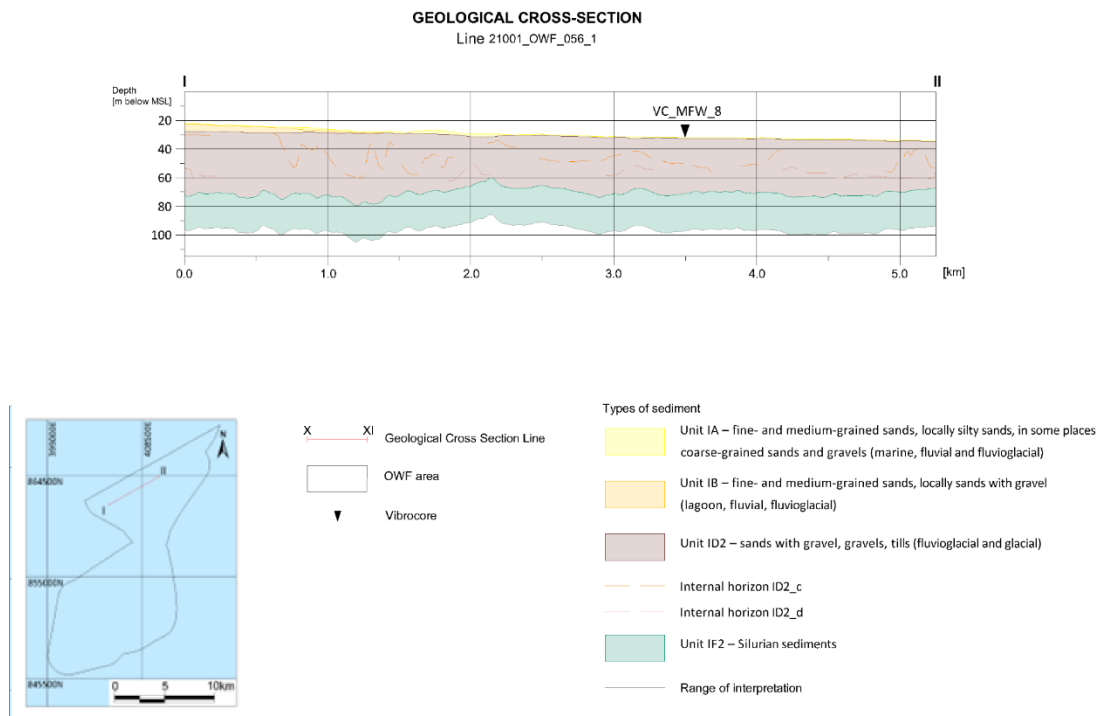 GEOLOGICAL CROSS-SECTION
Line 21001_OWF_056_1
I
II
Depth
[m below MSL]
VC_MFW_8
20
40
60
80
100
0.0
1.0
2.0
3.0
4.0
5.0
[km]
399000E
408500E
N
II
864500N
I
855000N
845500N
0
5
10km
X
XI
Geological Cross Section Line
OWF area
Vibrocore
Types of sediment
Unit IA – fine- and medium-grained sands, locally silty sands, in some places
coarse-grained sands and gravels (marine, fluvial and fluvioglacial)
Unit IB – fine- and medium-grained sands, locally sands with gravel
(lagoon, fluvial, fluvioglacial)
Unit ID2 – sands with gravel, gravels, tills (fluvioglacial and glacial)
Internal horizon ID2_c
Internal horizon ID2_d
Unit IF2 – Silurian sediments
Range of interpretation